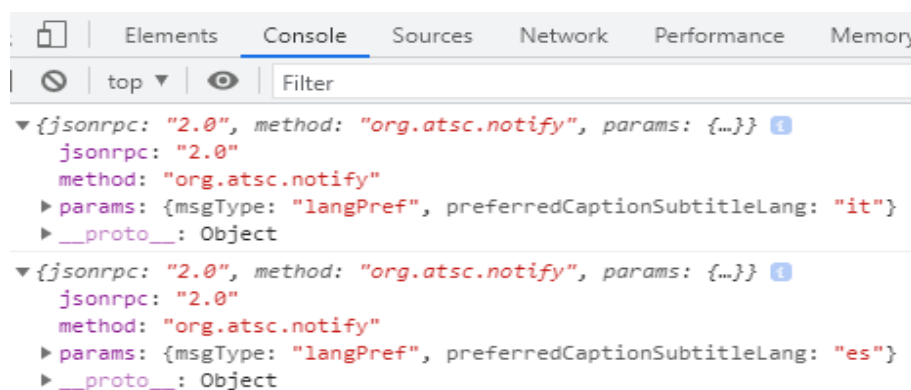 Elements Console Sources Network Performance Memory
top ▼ Filter
▼ {jsonrpc: "2.0", method: "org.atsc.notify", params: {…}} i
jsonrpc: "2.0"
method: "org.atsc.notify"
▶ params: {msgType: "langPref", preferredCaptionSubtitleLang: "it"}
▶ __proto__: Object
▼ {jsonrpc: "2.0", method: "org.atsc.notify", params: {…}} i
jsonrpc: "2.0"
method: "org.atsc.notify"
▶ params: {msgType: "langPref", preferredCaptionSubtitleLang: "es"}
▶ __proto__: Object